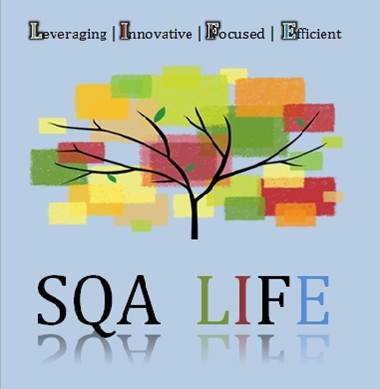 Leveraging | Innovative | Focused | Efficient
SQA LIFE